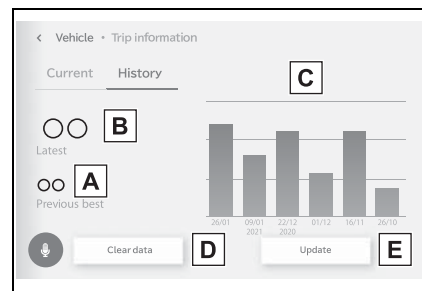 < Vehicle • Trip information
Current History
C
B
Latest
A
Previous best
26/01 09/01 22/12 01/12 16/11 26/10
2021 2020
Clear data D Update E